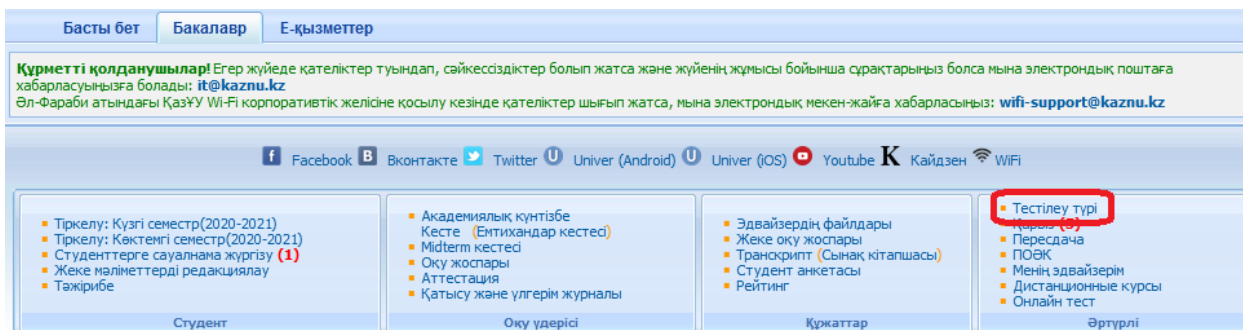 Басты бет Бакалавр Е-қызметтер
Құрметті қолданушылар! Егер жүйеде қателіктер туындап, сәйкессіздіктер болып жатса және жүйенің жұмысы бойынша сұрақтарыңыз болса мына электрондық поштаға
хабарласуыңызға болады: it@kaznu.kz
Әл-Фараби атындағы ҚазҰУ Wi-Fi корпоративтік желісіне қосылу кезінде қателіктер шығып жатса, мына электрондық мекен-жайға хабарласыңыз: wifi-support@kaznu.kz
Facebook Вконтакте Twitter Univer (Android) Univer (iOS) Youtube K Кайдзен WiFi
Тіркелу: Күзгі семестр(2020-2021)
Тіркелу: Көктемгі семестр(2020-2021)
Студенттерге сауалнама жүргізу (1)
Жеке мәліметтерді редакциялау
Тәжірибе
Студент
Академиялық күнтізбе
Кесте (Емтихандар кестесі)
Midterm кестесі
Оқу жоспары
Аттестация
Қатысу және үлгерім журналы
Оқу үдерісі
Эдвайзердің файлдары
Жеке оқу жоспары
Транскрипт (Сынақ кітапшасы)
Студент анкетасы
Рейтинг
Құжаттар
Тестілеу түрі
Қарыз (5)
Пересдача
ПОӘК
Менің эдвайзерім
Дистанционные курсы
Онлайн тест
Әртүрлі